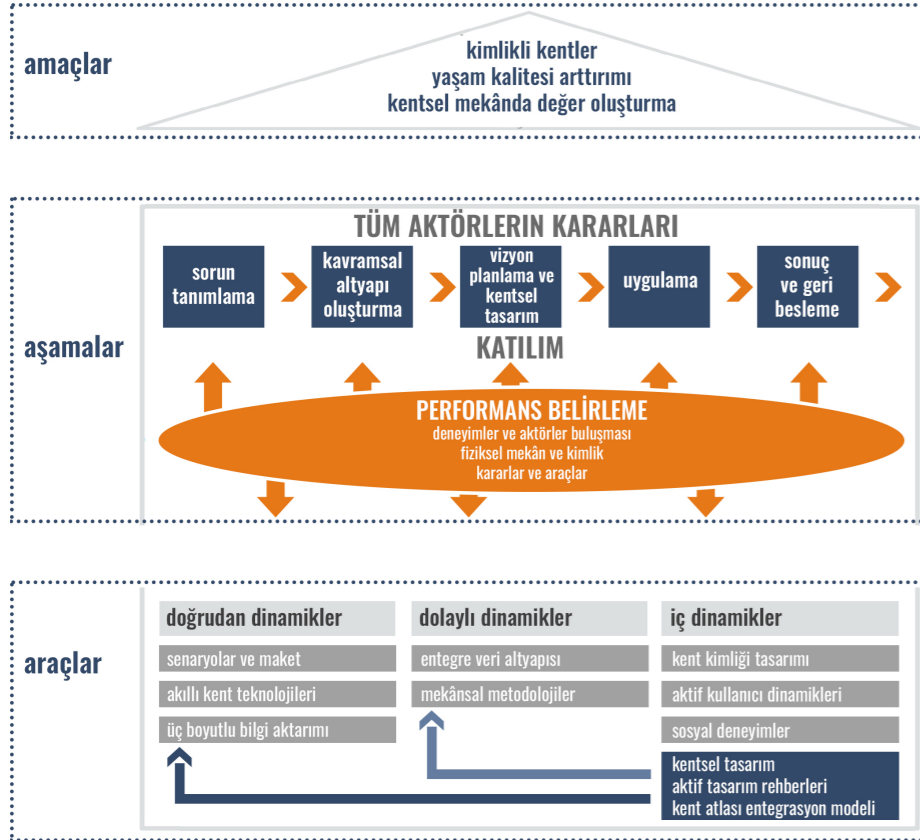 amaçlar
kimlikli kentler
yaşam kalitesi arttırımı
kentsel mekânda değer oluşturma
aşamalar
TÜM AKTÖRLERIN KARARLARI
sorun
tanımlama
kavramsal
altyapı
oluşturma
vizyon
planlama ve
kentsel
tasarım
uygulama
sonuç
ve geri
besleme
KATILIM
PERFORMANS BELİRLEME
deneyimler ve aktörler buluşması
fiziksel mekân ve kimlik
kararlar ve araçlar
araçlar
doğrudan dinamikler
senaryolar ve maket
akıllı kent teknolojileri
üç boyutlu bilgi aktarımı
dolaylı dinamikler
entegre veri altyapısı
mekânsal metodolojiler
iç dinamikler
kent kimliği tasarımı
aktif kullanıcı dinamikleri
sosyal deneyimler
kentsel tasarım
aktif tasarım rehberleri
kent atlası entegrasyon modeli